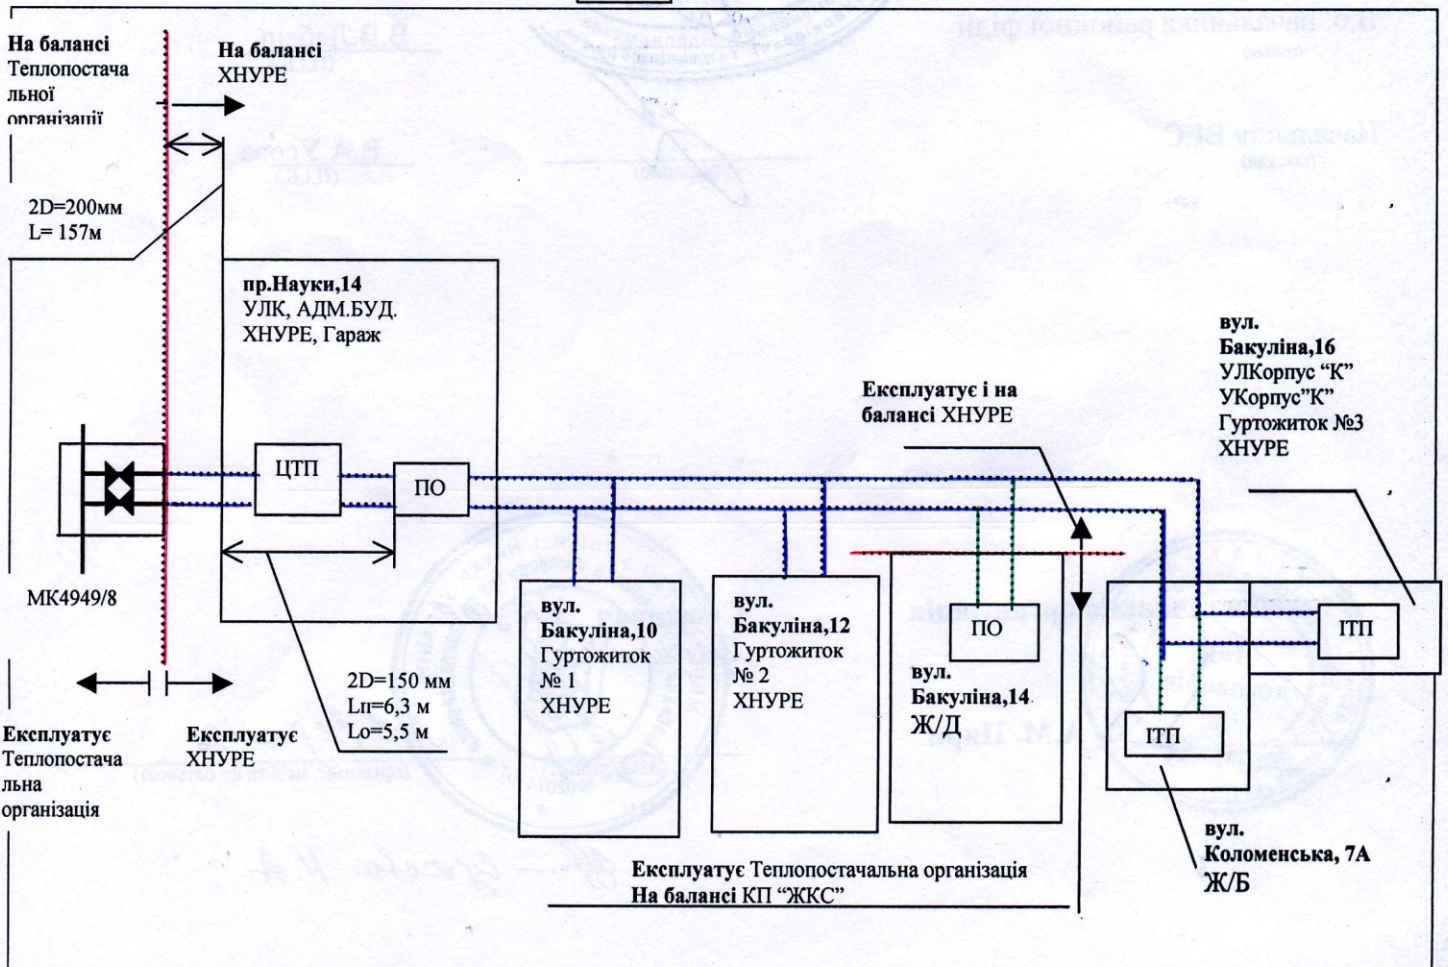 На балансі
Теплопостача
льної
організації
На балансі
ХНУРЕ
2D=200мм
L= 157м
пр.Науки,14
УЛК, АДМ.БУД.
ХНУРЕ, Гараж
вул.
Бакуліна,16
УЛКорпус “К”
УКорпус”К”
Гуртожиток №3
ХНУРЕ
Експлуатує і на
балансі ХНУРЕ
ЦТП
ПО
МК4949/8
вул.
Бакуліна,10
Гуртожиток
№ 1
ХНУРЕ
вул.
Бакуліна,12
Гуртожиток
№ 2
ХНУРЕ
ПО
вул.
Бакуліна,14
Ж/Д
ІТП
ІТП
2D=150 мм
Lп=6,3 м
Lо=5,5 м
Експлуатує
Теплопостача
льна
організація
Експлуатує
ХНУРЕ
вул.
Коломенська, 7А
Ж/Б
Експлуатує Теплопостачальна організація
На балансі КП “ЖКС”